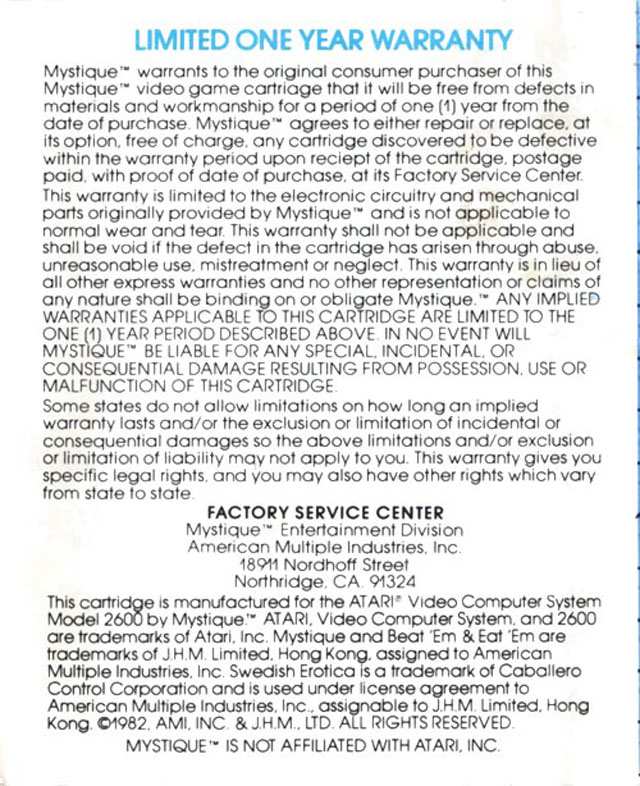 LIMITED ONE YEAR WARRANTY
Mystique™ warrants to the original consumer purchaser of this
Mystique™ video game cartriage that it will be free from defects in
materials and workmanship for a period of one (1) year from the
date of purchase. Mystique™ agrees to either repair or replace, at
its option, free of charge, any cartridge discovered to be defective
within the warranty period upon reciept of the cartridge, postage
paid, with proof of date of purchase, at its Factory Service Center.
This warranty is limited to the electronic circuitry and mechanical
parts originally provided by Mystique™ and is not applicable to
normal wear and tear. This warranty shall not be applicable and
shall be void if the defect in the cartridge has arisen through abuse,
unreasonable use, mistreatment or neglect. This warranty is in lieu of
all other express warranties and no other representation or claims of
any nature shall be binding on or obligate Mystique.™ ANY IMPLIED
WARRANTIES APPLICABLE TO THIS CARTRIDGE ARE LIMITED TO THE
ONE (1) YEAR PERIOD DESCRIBED ABOVE. IN NO EVENT WILL
MYSTIQUE™ BE LIABLE FOR ANY SPECIAL, INCIDENTAL, OR
CONSEQUENTIAL DAMAGE RESULTING FROM POSSESSION, USE OR
MALFUNCTION OF THIS CARTRIDGE.
Some states do not allow limitations on how long an implied
warranty lasts and/or the exclusion or limitation of incidental or
consequential damages so the above limitations and/or exclusion
or limitation of liability may not apply to you. This warranty gives you
specific legal rights, and you may also have other rights which vary
from state to state.
FACTORY SERVICE CENTER
Mystique™ Entertainment Division
American Multiple Industries, Inc.
18911 Nordhoff Street
Northridge, CA. 91324
This cartridge is manufactured for the ATARI® Video Computer System
Model 2600 by Mystique.™ ATARI, Video Computer System, and 2600
are trademarks of Atari, Inc. Mystique and Beat 'Em & Eat 'Em are
trademarks of J.H.M. Limited, Hong Kong, assigned to American
Multiple Industries, Inc. Swedish Erotica is a trademark of Caballero
Control Corporation and is used under license agreement to
American Multiple Industries, Inc., assignable to J.H.M. Limited, Hong
Kong. ©1982, AMI, INC. & J.H.M., LTD. ALL RIGHTS RESERVED.
MYSTIQUE™ IS NOT AFFILIATED WITH ATARI, INC.